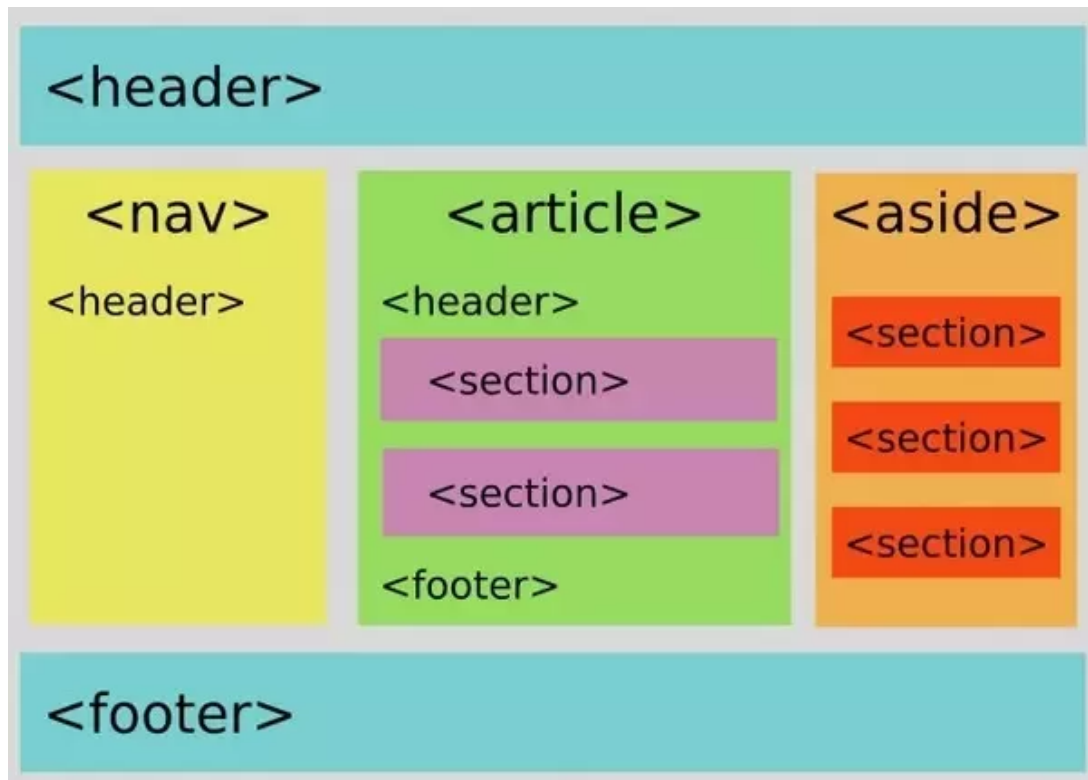 <header>
<nav>
<header>
<article>
<header>
<section>
<section>
<footer>
<aside>
<section>
<section>
<section>
<footer>